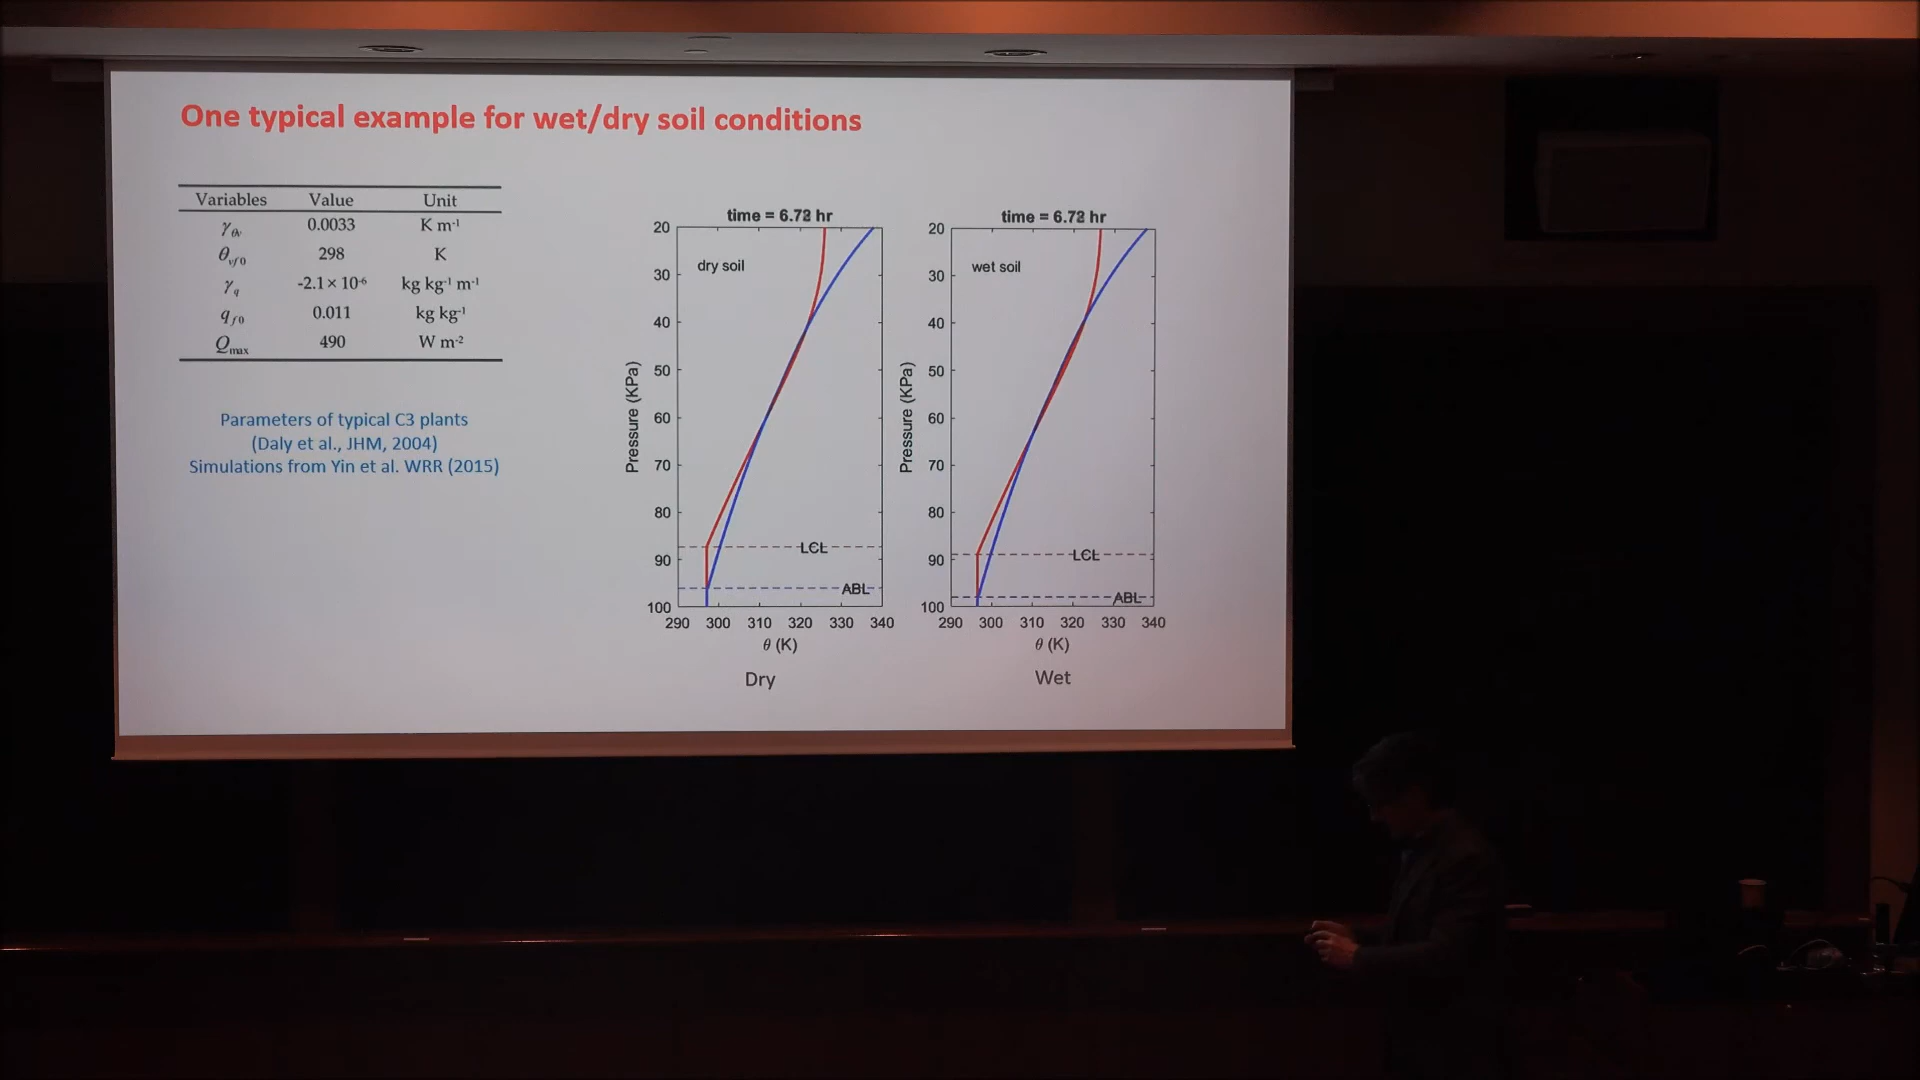 One typical example for wet/dry soil conditions
Variables Value Unit
γθv 0.0033 K m-1
θvf0 298 K
γq -2.1 × 10-6 kg kg-1 m-1
qf0 0.011 kg kg-1
Qmax 490 W m-2
Parameters of typical C3 plants
(Daly et al., JHM, 2004)
Simulations from Yin et al. WRR (2015)
time = 6.72 hr
dry soil
Pressure (KPa)
20
30
40
50
60
70
80
90
100
LCL
ABL
290 300 310 320 330 340
θ (K)
Dry
time = 6.72 hr
wet soil
Pressure (KPa)
20
30
40
50
60
70
80
90
100
LCL
ABL
290 300 310 320 330 340
θ (K)
Wet